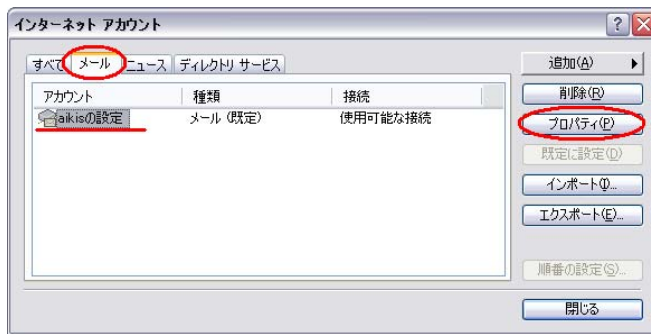 インターネット アカウント
すべて メール ニュース ディレクトリ サービス
アカウント 種類 接続
aikisの設定 メール (既定) 使用可能な接続
追加(A)
削除(R)
プロパティ(P)
既定に設定(D)
インポート(I)...
エクスポート(E)...
順番の設定(S)...
閉じる